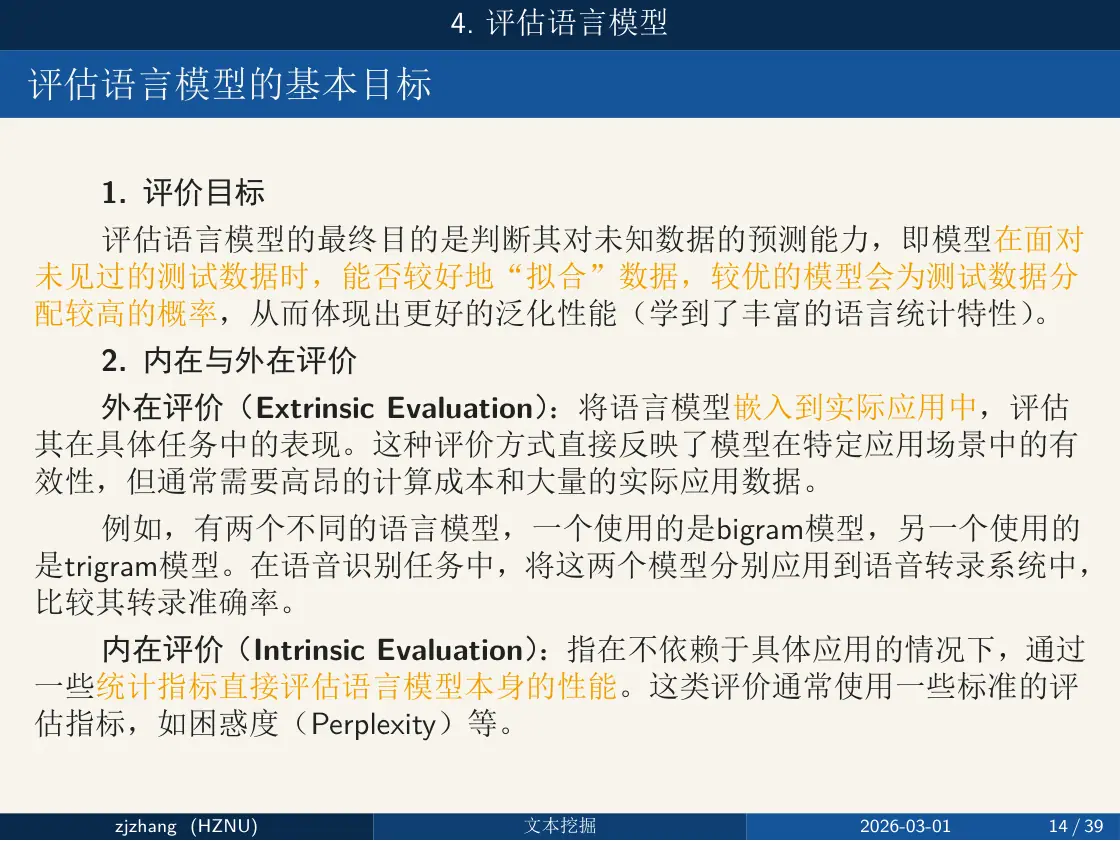 4. 评估语言模型
评估语言模型的基本目标
1. 评价目标
评估语言模型的最终目的是判断其对未知数据的预测能力，即模型在面对
未见过的测试数据时，能否较好地“拟合”数据，较优的模型会为测试数据分
配较高的概率，从而体现出更好的泛化性能（学到了丰富的语言统计特性）。
2. 内在与外在评价
外在评价（Extrinsic Evaluation）：将语言模型嵌入到实际应用中，评估
其在具体任务中的表现。这种评价方式直接反映了模型在特定应用场景中的有
效性，但通常需要高昂的计算成本和大量的实际应用数据。
例如，有两个不同的语言模型，一个使用的是bigram模型，另一个使用的
是trigram模型。在语音识别任务中，将这两个模型分别应用到语音转录系统中，
比较其转录准确率。
内在评价（Intrinsic Evaluation）：指在不依赖于具体应用的情况下，通过
一些统计指标直接评估语言模型本身的性能。这类评价通常使用一些标准的评
估指标，如困惑度（Perplexity）等。
zjzhang (HZNU) 文本挖掘 2026-03-01 14 / 39